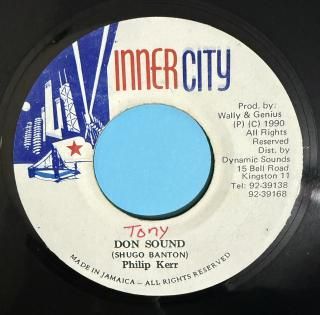 INNER CITY
Prod. by:
Wally & Genius
(P) (C) 1990
All Rights
Reserved
Dist. by
Dynamic Sounds
15 Bell Road
Kingston 11
Tel: 92-39138
92-39168
Tony
DON SOUND
(SHUGO BANTON)
Philip Kerr
MADE IN JAMAICA - ALL RIGHTS RESERVED